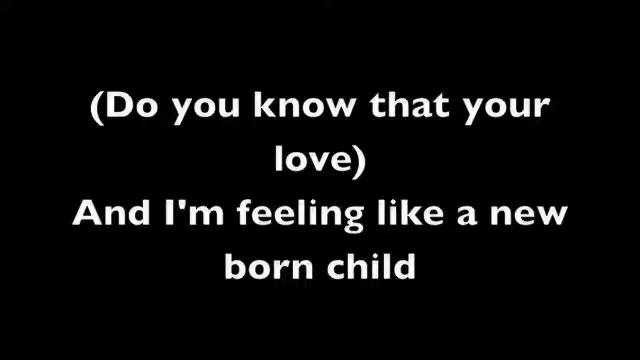 (Do you know that your
love)
And I'm feeling like a new
born child